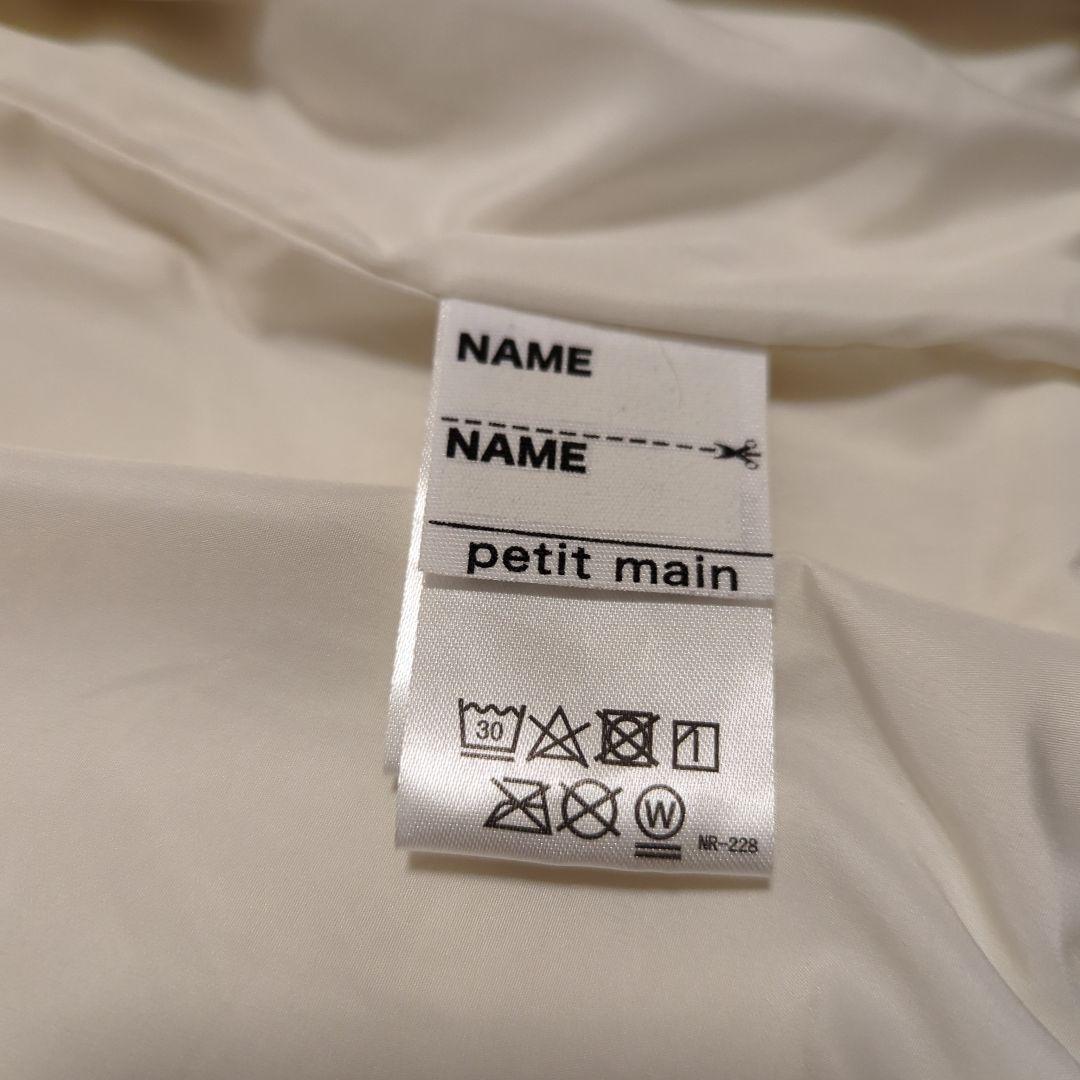 NAME
NAME
petit main
30
W
NR-228